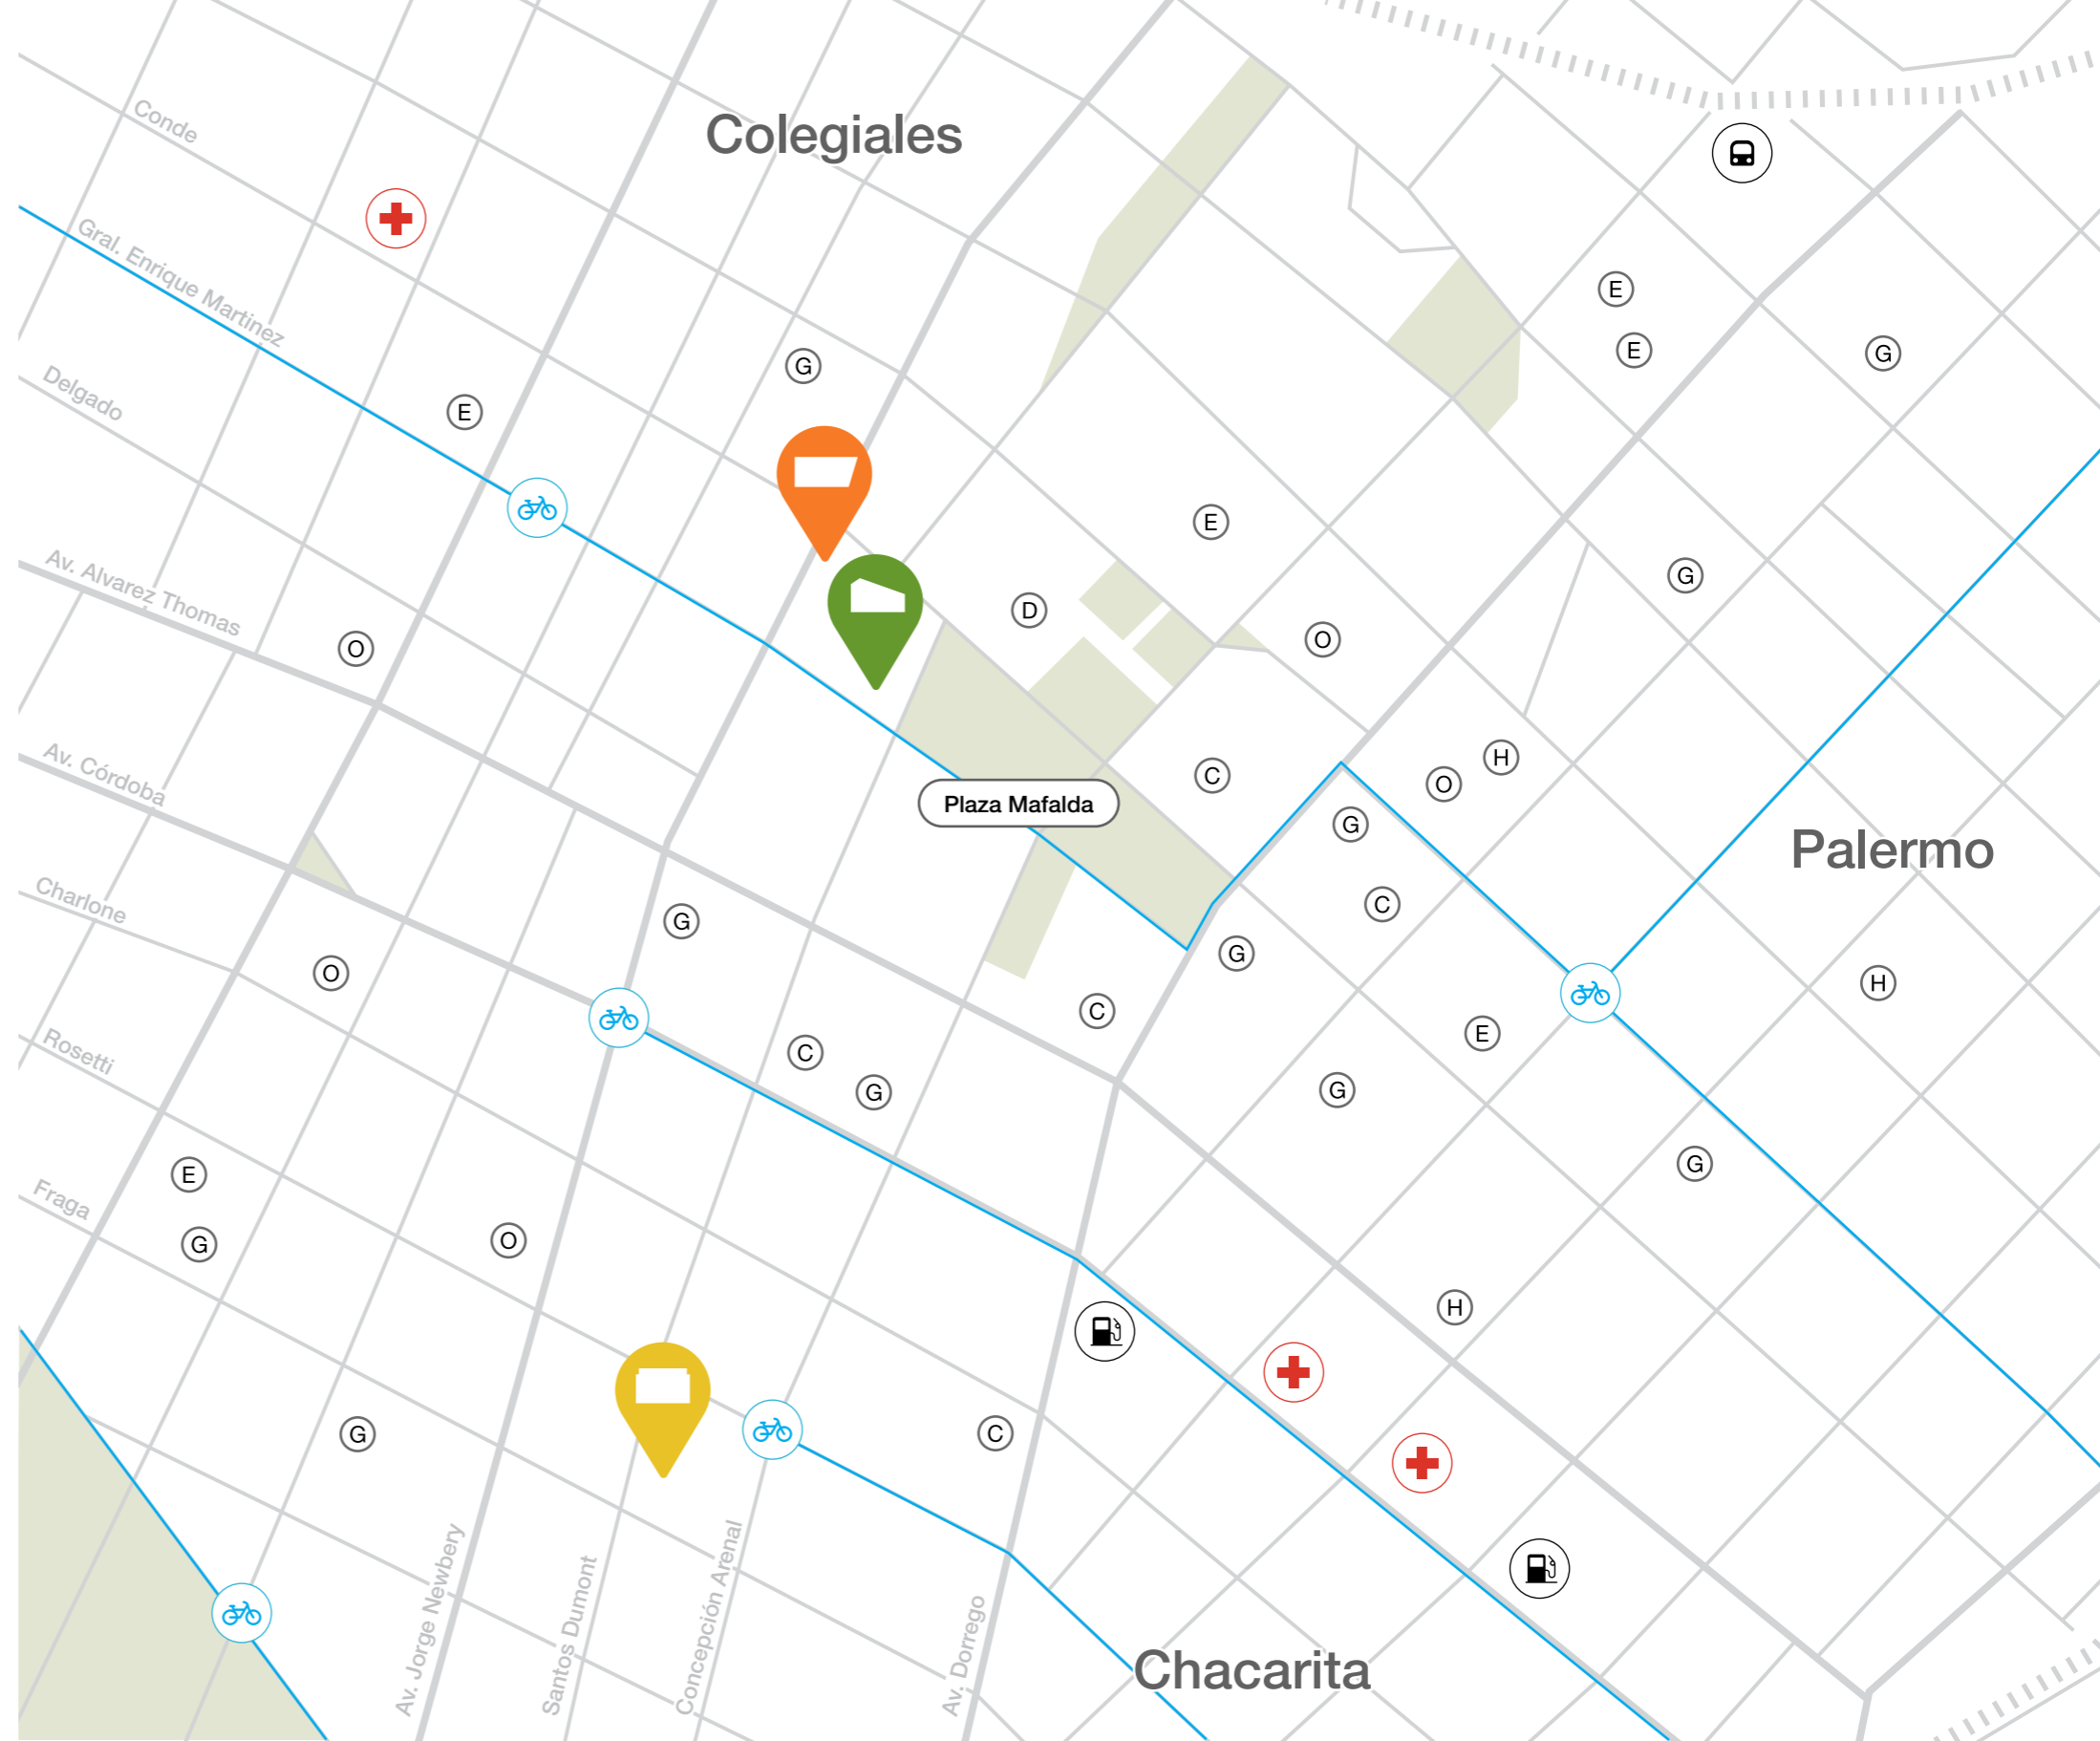 Colegiales
Conde
Gral. Enrique Martinez
E
E
G
G
Delgado
E
E
G
Av. Alvarez Thomas
D
O
O
H
Av. Córdoba
C
O
Plaza Mafalda
G
Palermo
Charlone
C
G
G
O
H
C
E
Rosetti
C
G
G
G
E
Fraga
O
G
H
G
C
Av. Jorge Newbery
Santos Dumont
Concepción Arenal
Av. Dorrego
Chacarita